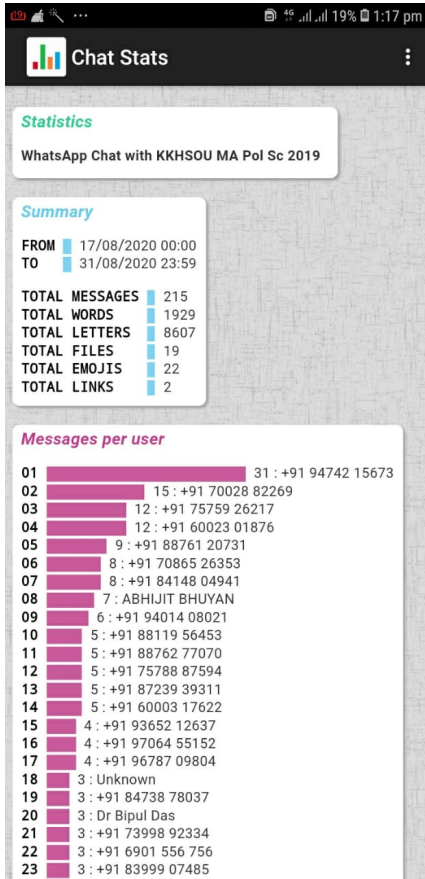 19% 1:17 pm
Chat Stats
Statistics
WhatsApp Chat with KKHSOU MA Pol Sc 2019
Summary
FROM 17/08/2020 00:00
TO 31/08/2020 23:59
TOTAL MESSAGES 215
TOTAL WORDS 1929
TOTAL LETTERS 8607
TOTAL FILES 19
TOTAL EMOJIS 22
TOTAL LINKS 2
Messages per user
01 31 : +91 94742 15673
02 15 : +91 70028 82269
03 12 : +91 75759 26217
04 12 : +91 60023 01876
05 9 : +91 88761 20731
06 8 : +91 70865 26353
07 8 : +91 84148 04941
08 7 : ABHIJIT BHUYAN
09 6 : +91 94014 08021
10 5 : +91 88119 56453
11 5 : +91 88762 77070
12 5 : +91 75788 87594
13 5 : +91 87239 39311
14 5 : +91 60003 17622
15 4 : +91 93652 12637
16 4 : +91 97064 55152
17 4 : +91 96787 09804
18 3 : Unknown
19 3 : +91 84738 78037
20 3 : Dr Bipul Das
21 3 : +91 73998 92334
22 3 : +91 6901 556 756
23 3 : +91 83999 07485